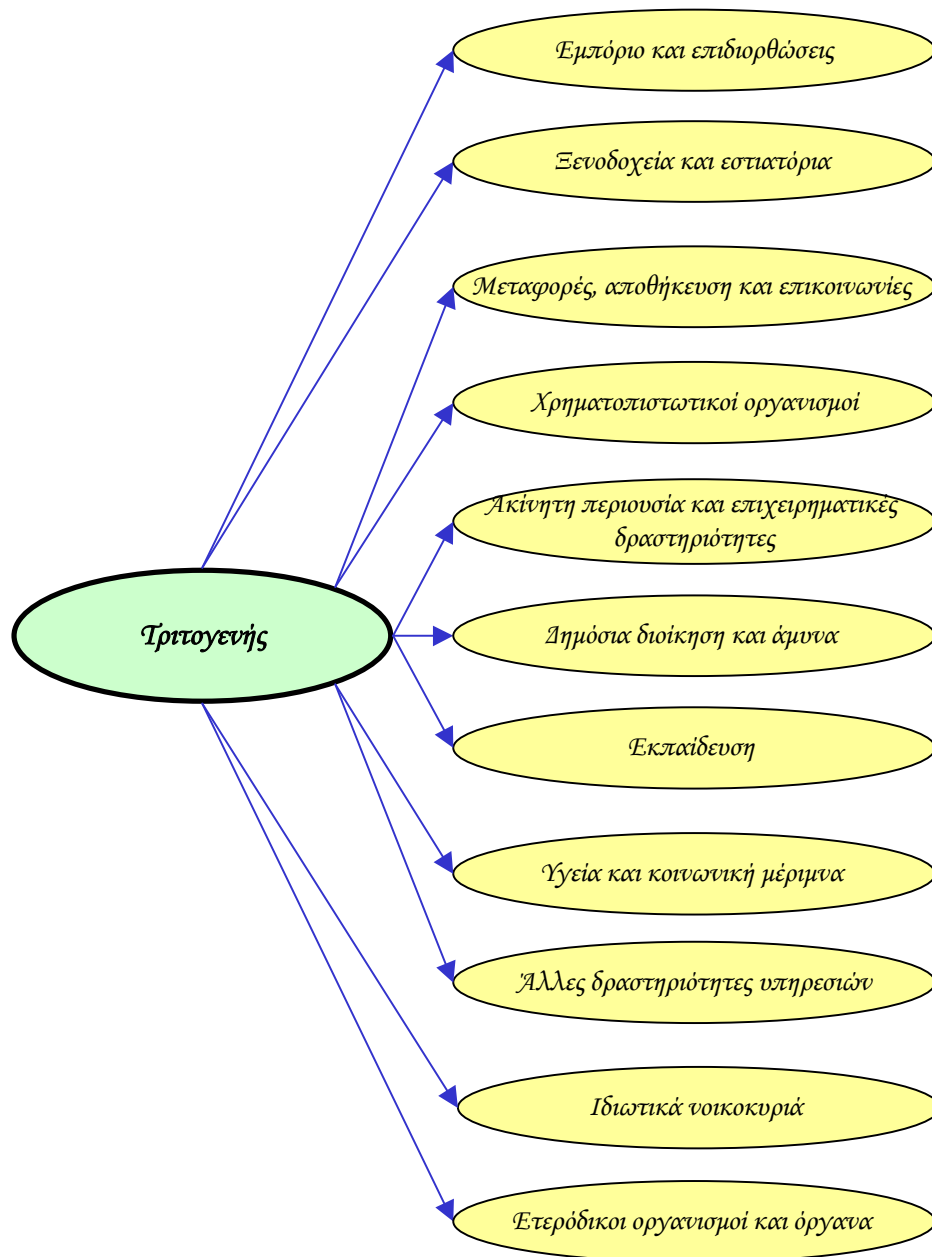 Εμπόριο και επιδιορθώσεις
Ξενοδοχεία και εστιατόρια
Μεταφορές, αποθήκευση και επικοινωνίες
Χρηματοπιστωτικοί οργανισμοί
Ακίνητη περιουσία και επιχειρηματικές
δραστηριότητες
Τριτογενής
Δημόσια διοίκηση και άμυνα
Εκπαίδευση
Υγεία και κοινωνική μέριμνα
Άλλες δραστηριότητες υπηρεσιών
Ιδιωτικά νοικοκυριά
Ετερόδικοι οργανισμοί και όργανα